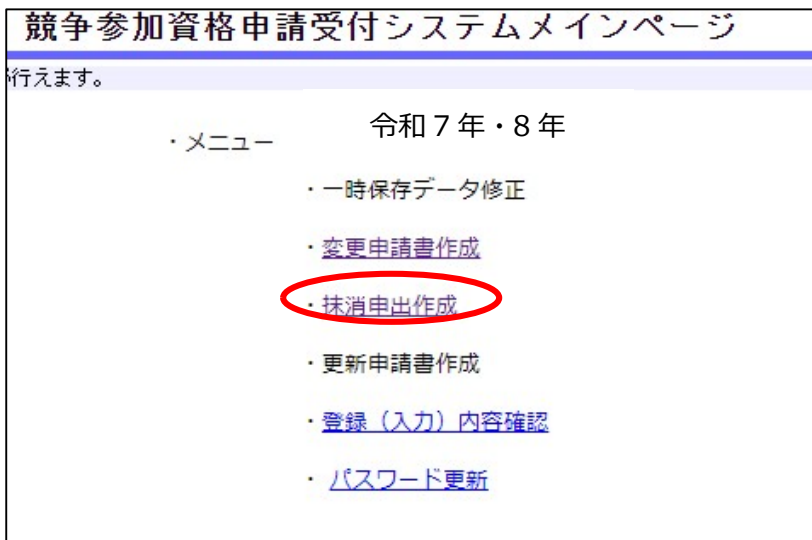 競争参加資格申請受付システムメインページ
行えます。
令和７年・８年
・メニュー
・一時保存データ修正
・変更申請書作成
・抹消申出作成
・更新申請書作成
・登録（入力）内容確認
・パスワード更新